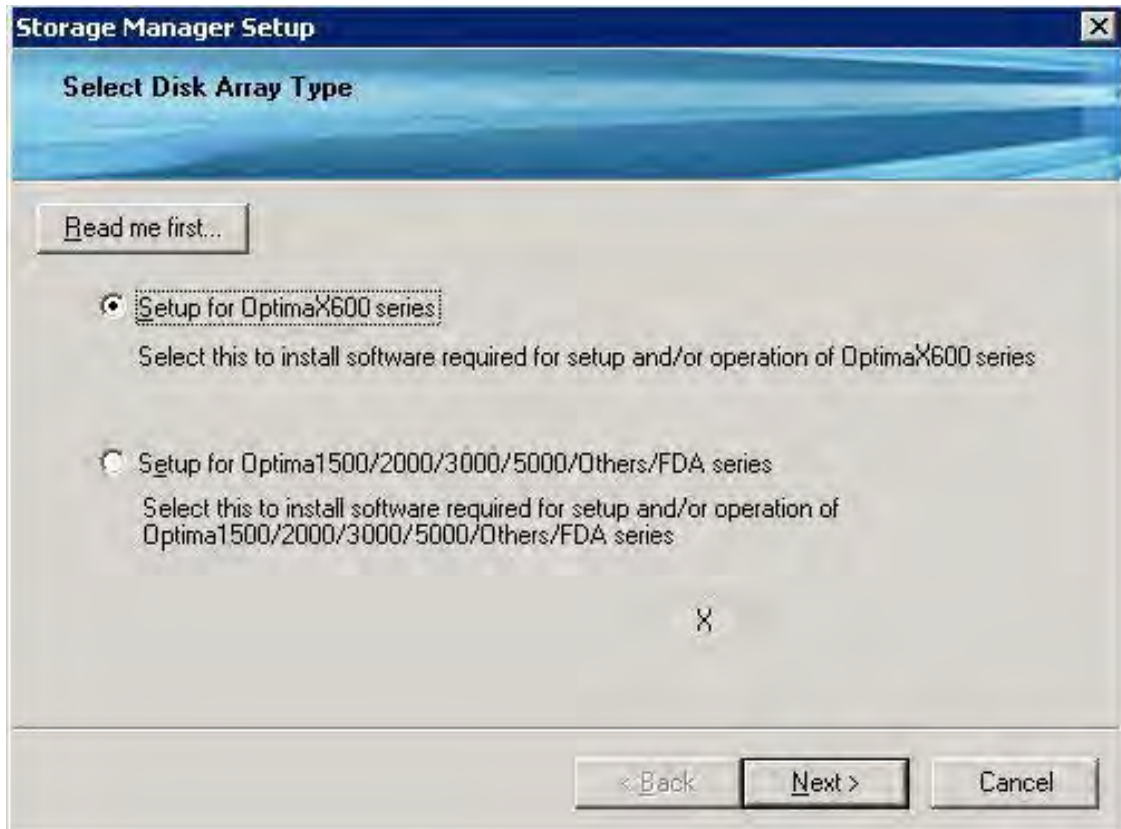 Storage Manager Setup
Select Disk Array Type
Read me first...
Setup for OptimaX600 series
Select this to install software required for setup and/or operation of OptimaX600 series
Setup for Optima1500/2000/3000/5000/Others/FDA series
Select this to install software required for setup and/or operation of
Optima1500/2000/3000/5000/Others/FDA series
X
< Back
Next >
Cancel